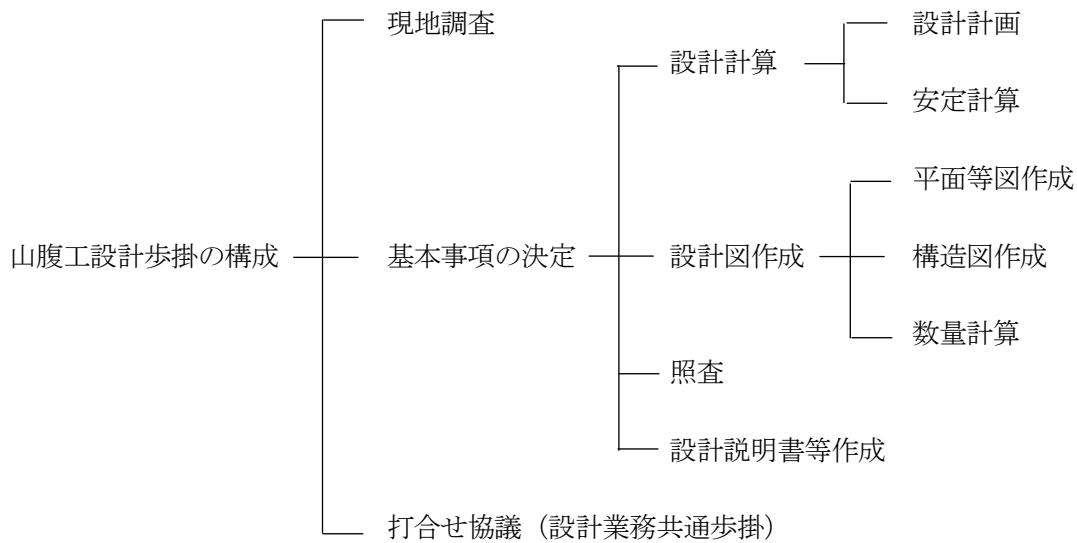 現地調査
設計計画
設計計算
安定計算
平面等図作成
山腹工設計歩掛の構成
基本事項の決定
設計図作成
構造図作成
数量計算
照査
設計説明書等作成
打合せ協議（設計業務共通歩掛）